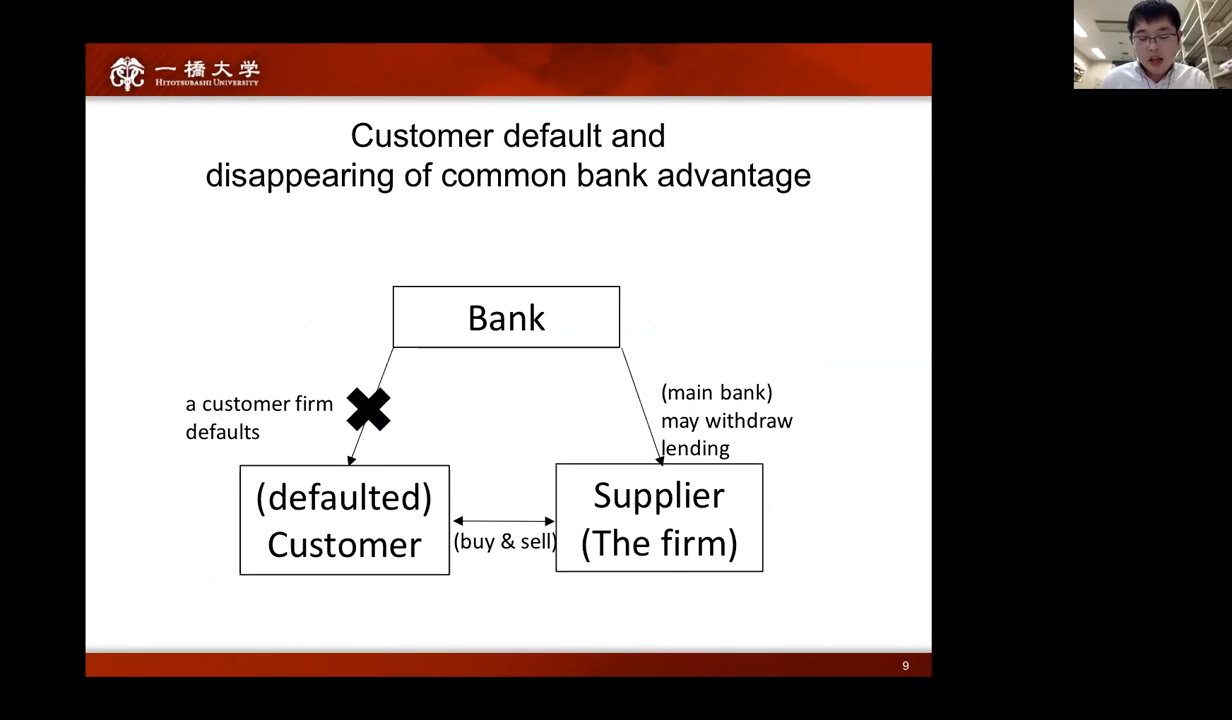 一橋大学
HITOTSUBASHI UNIVERSITY
Customer default and
disappearing of common bank advantage
Bank
a customer firm
defaults
(main bank)
may withdraw
lending
(defaulted)
Customer
(buy & sell)
Supplier
(The firm)
9